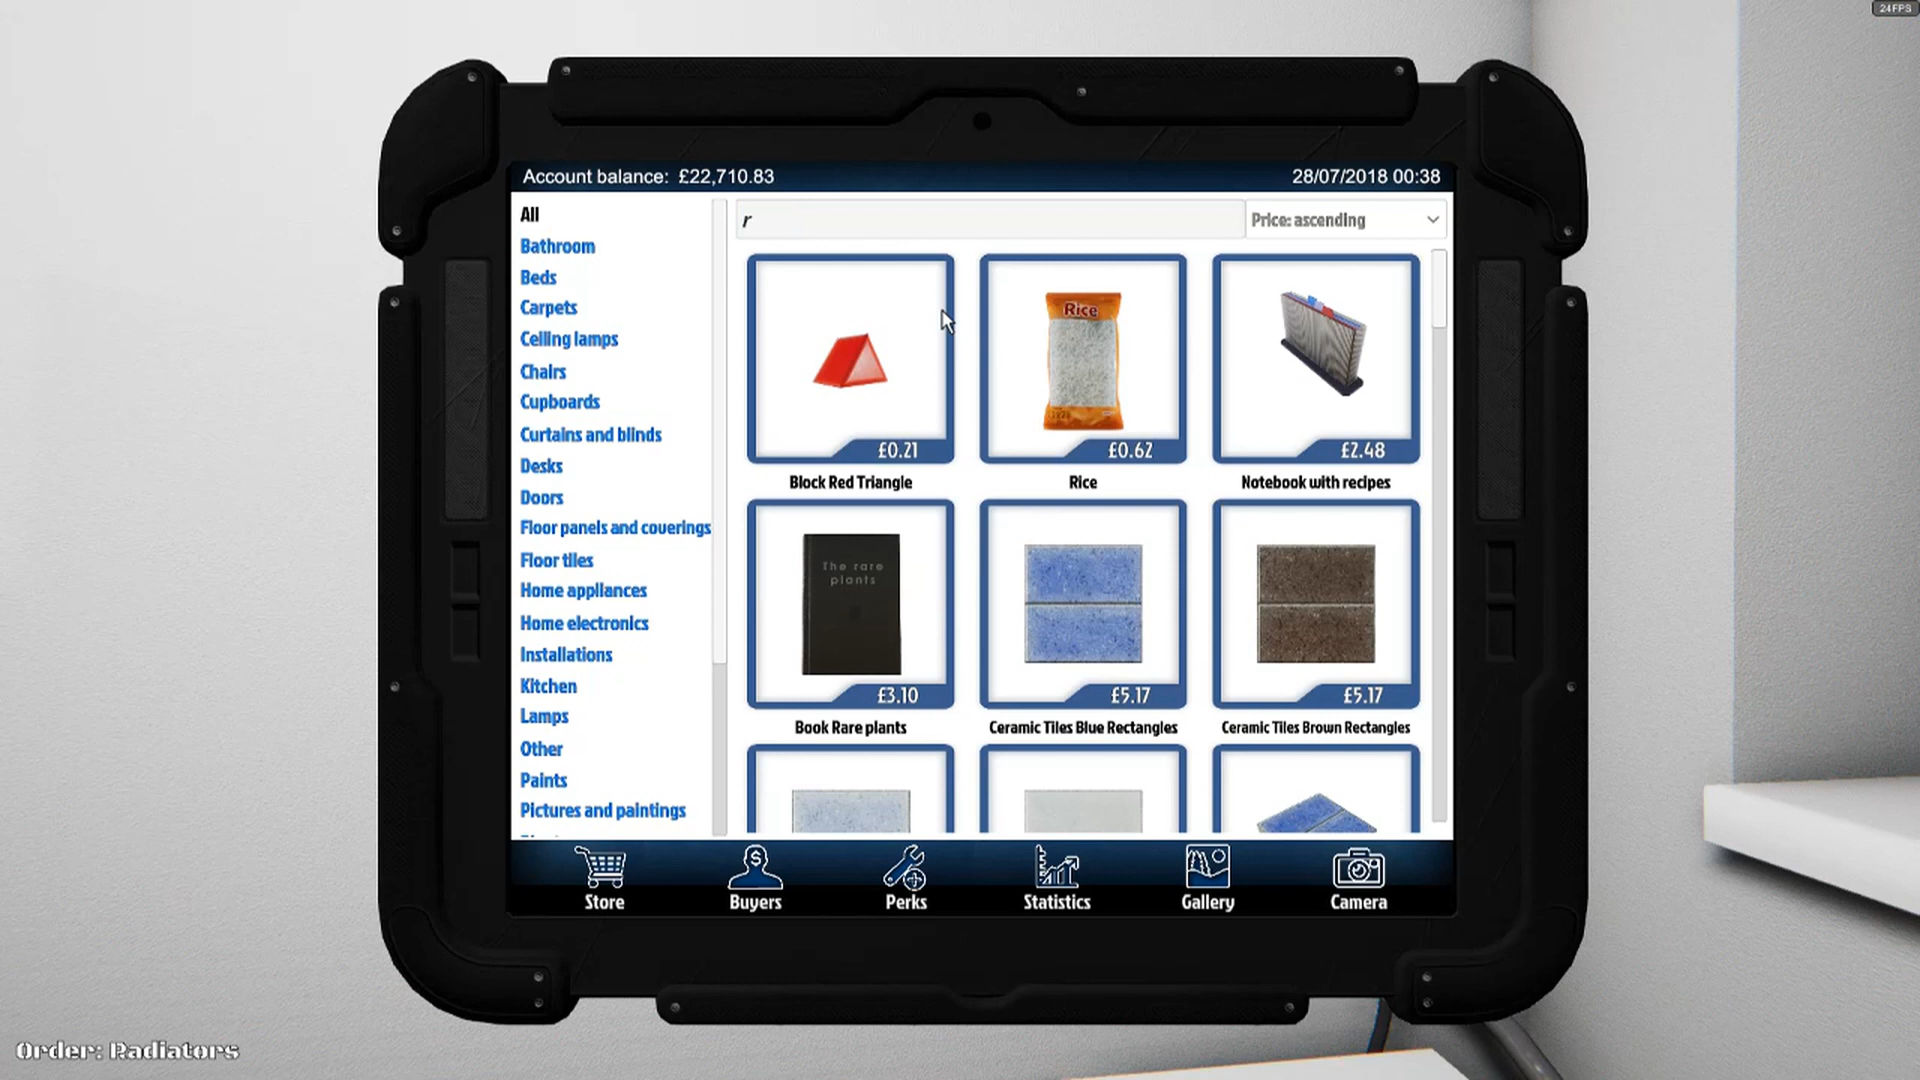 24FPS
Account balance: £22,710.83
28/07/2018 00:38
All
Bathroom
Beds
Carpets
Ceiling lamps
Chairs
Cupboards
Curtains and blinds
Desks
Doors
Floor panels and coverings
Floor tiles
Home appliances
Home electronics
Installations
Kitchen
Lamps
Other
Paints
Pictures and paintings
r
Price: ascending
£0.21
Rice
£0.62
£2.48
Block Red Triangle
Rice
Notebook with recipes
The rare
plants
£3.10
£5.17
£5.17
Book Rare plants
Ceramic Tiles Blue Rectangles
Ceramic Tiles Brown Rectangles
Store
Buyers
Perks
Statistics
Gallery
Camera
Order: Radiators